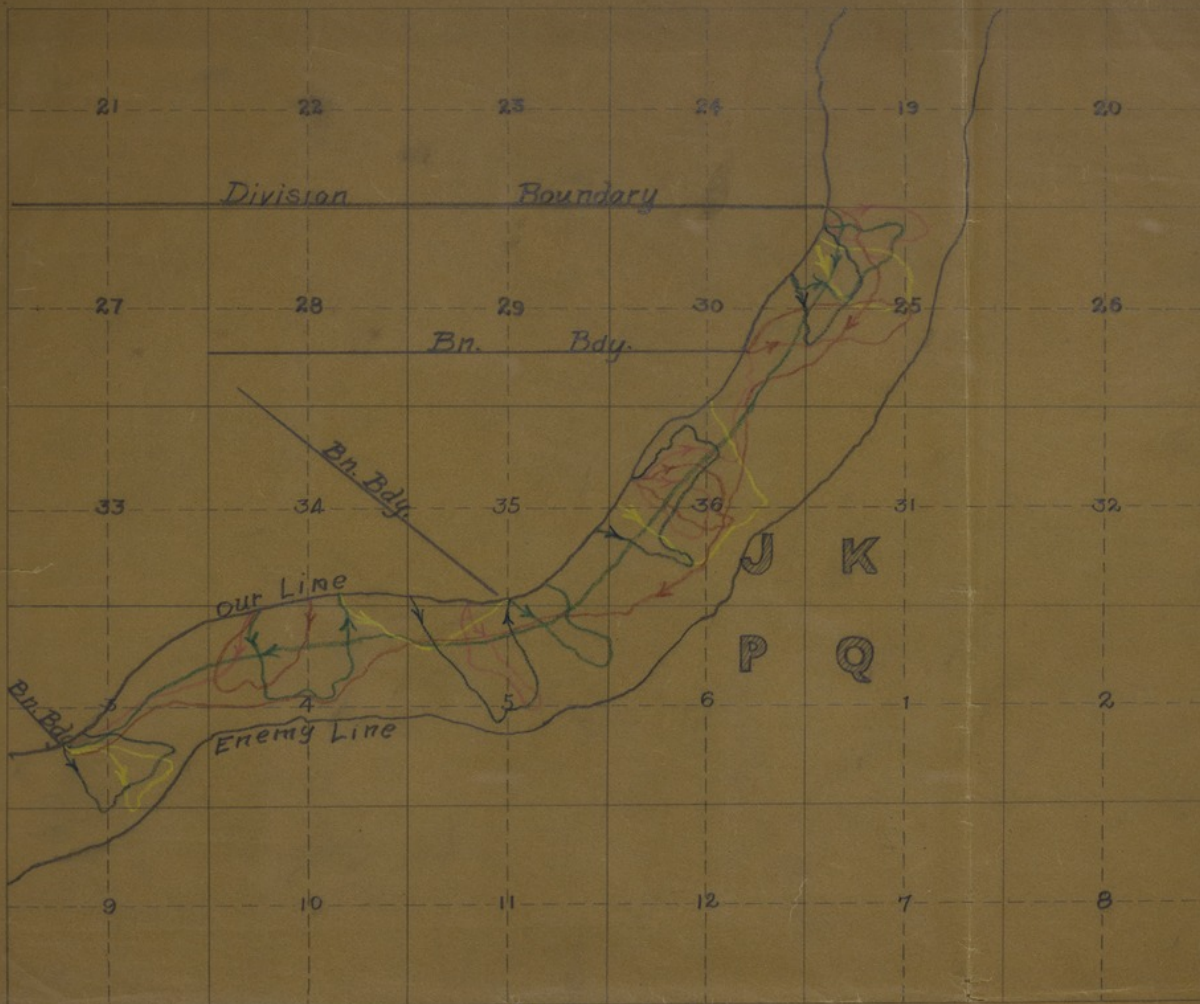 21 22 23 24 19 20
Division Boundary
27 28 29 30 25 26
Bn. Bdy.
Bn. Bdy.
33 34 35 36 31 32
J K
Our Line
P Q
Bn. Bdy.
3 4 5 6 1 2
Enemy Line
9 10 11 12 7 8